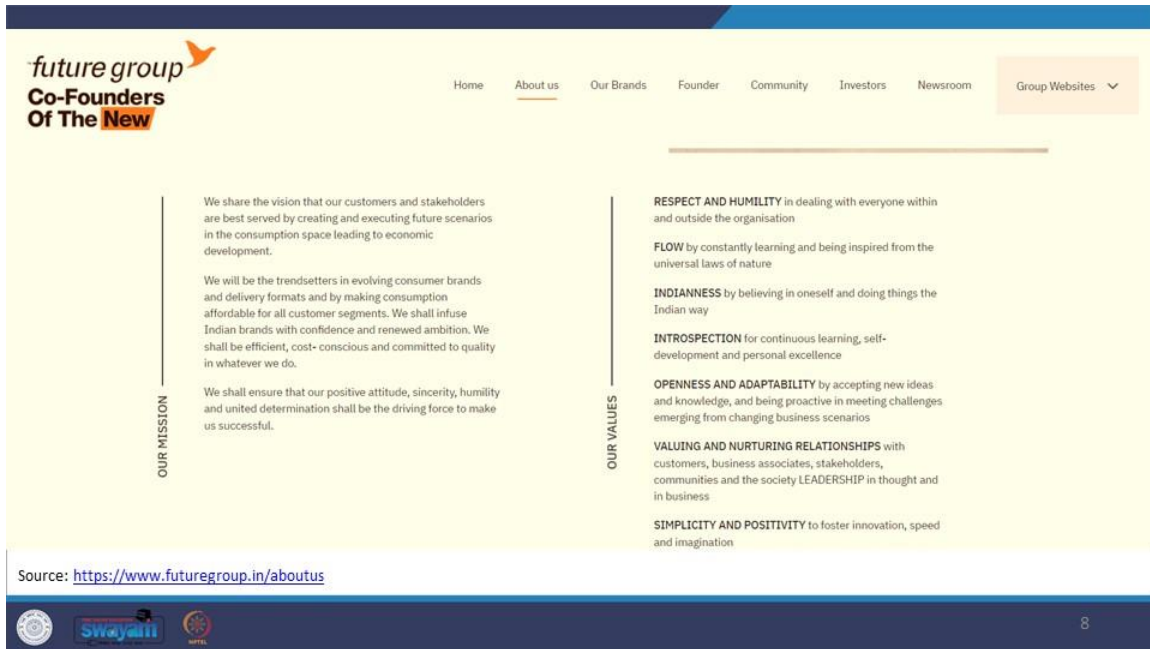 future group
Co-Founders
Of The New
Home About us Our Brands Founder Community Investors Newsroom Group Websites
OUR MISSION
We share the vision that our customers and stakeholders
are best served by creating and executing future scenarios
in the consumption space leading to economic
development.
We will be the trendsetters in evolving consumer brands
and delivery formats and by making consumption
affordable for all customer segments. We shall infuse
Indian brands with confidence and renewed ambition. We
shall be efficient, cost- conscious and committed to quality
in whatever we do.
We shall ensure that our positive attitude, sincerity, humility
and united determination shall be the driving force to make
us successful.
OUR VALUES
RESPECT AND HUMILITY in dealing with everyone within
and outside the organisation
FLOW by constantly learning and being inspired from the
universal laws of nature
INDIANNESS by believing in oneself and doing things the
Indian way
INTROSPECTION for continuous learning, self-
development and personal excellence
OPENNESS AND ADAPTABILITY by accepting new ideas
and knowledge, and being proactive in meeting challenges
emerging from changing business scenarios
VALUING AND NURTURING RELATIONSHIPS with
customers, business associates, stakeholders,
communities and the society LEADERSHIP in thought and
in business
SIMPLICITY AND POSITIVITY to foster innovation, speed
and imagination
Source: https://www.futuregroup.in/aboutus
swayam
NPTEL
8